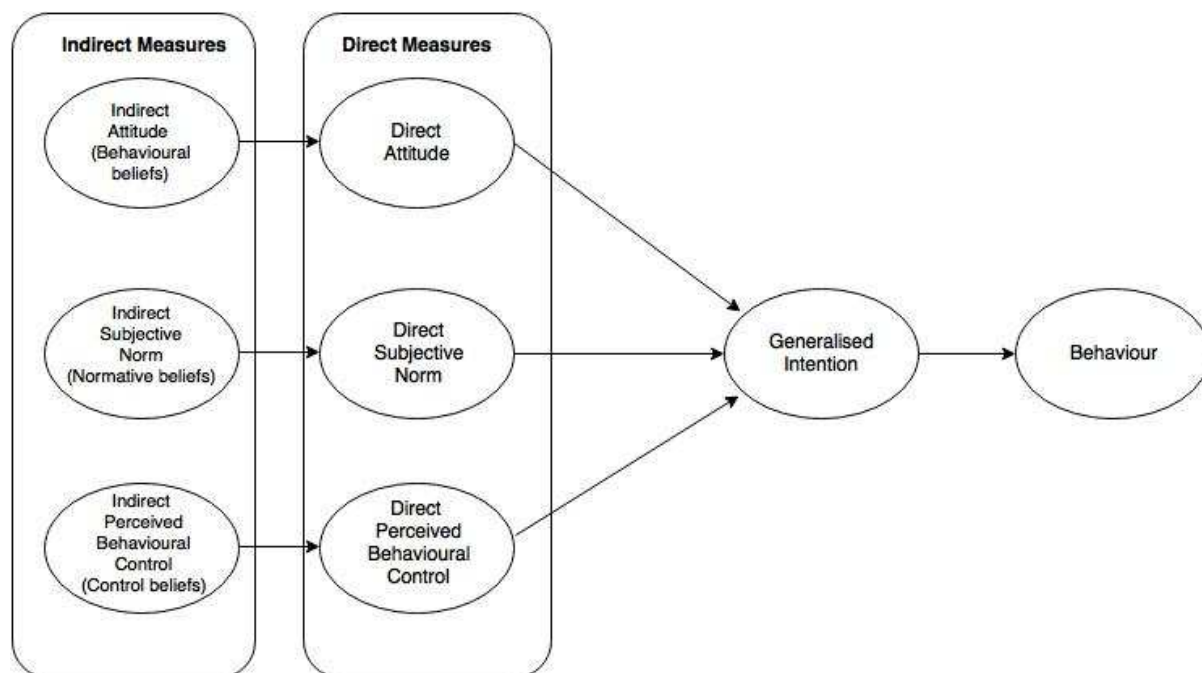 Indirect Measures
Direct Measures
Indirect
Attitude
(Behavioural
beliefs)
Direct
Attitude
Indirect
Subjective
Norm
(Normative beliefs)
Direct
Subjective
Norm
Generalised
Intention
Behaviour
Indirect
Perceived
Behavioural
Control
(Control beliefs)
Direct
Perceived
Behavioural
Control